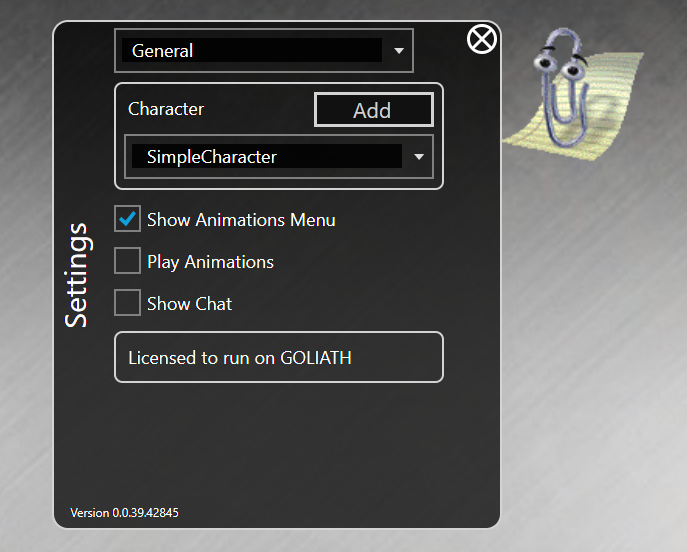 General
Character
Add
SimpleCharacter
Show Animations Menu
Play Animations
Show Chat
Settings
Licensed to run on GOLIATH
Version 0.0.39.42845